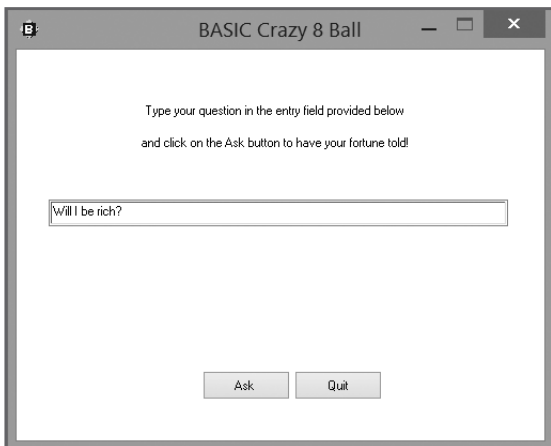 B BASIC Crazy 8 Ball
Type your question in the entry field provided below
and click on the Ask button to have your fortune told!
Will I be rich?
Ask Quit